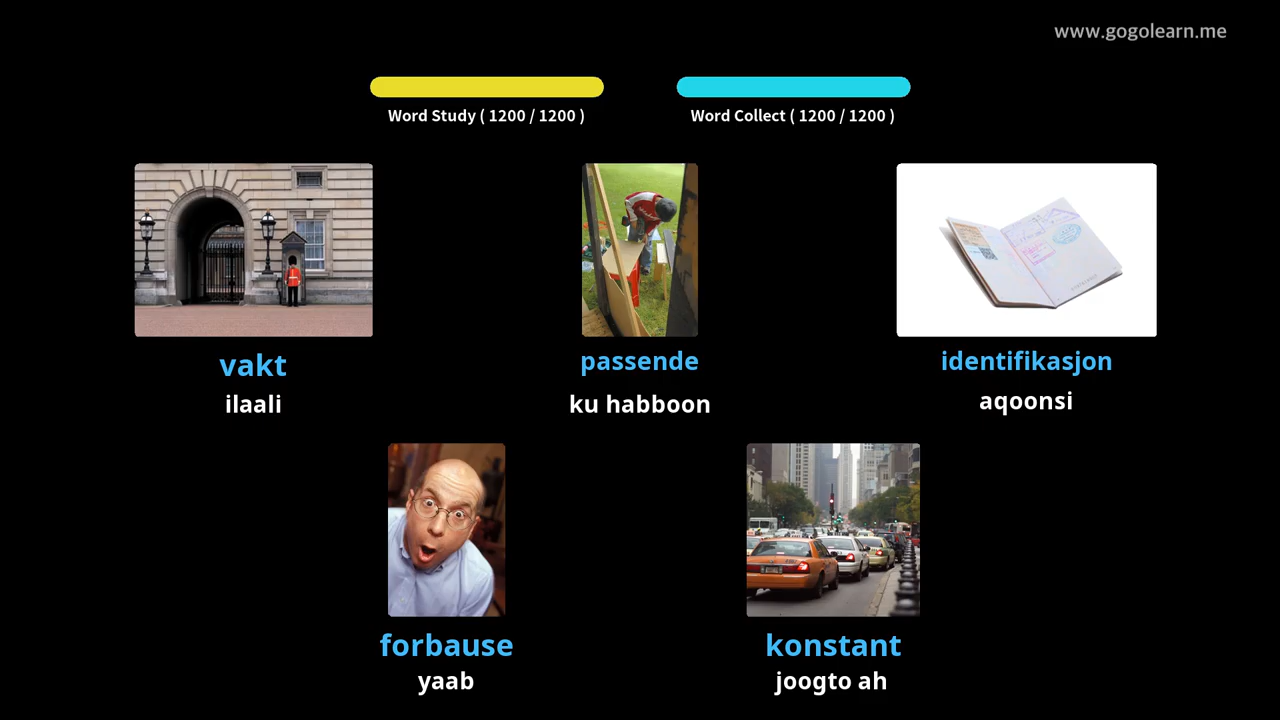 www.gogolearn.me
Word Study ( 1200 / 1200 )
Word Collect ( 1200 / 1200 )
vakt
ilaali
passende
ku habboon
identifikasjon
aqoonsi
forbause
yaab
konstant
joogto ah